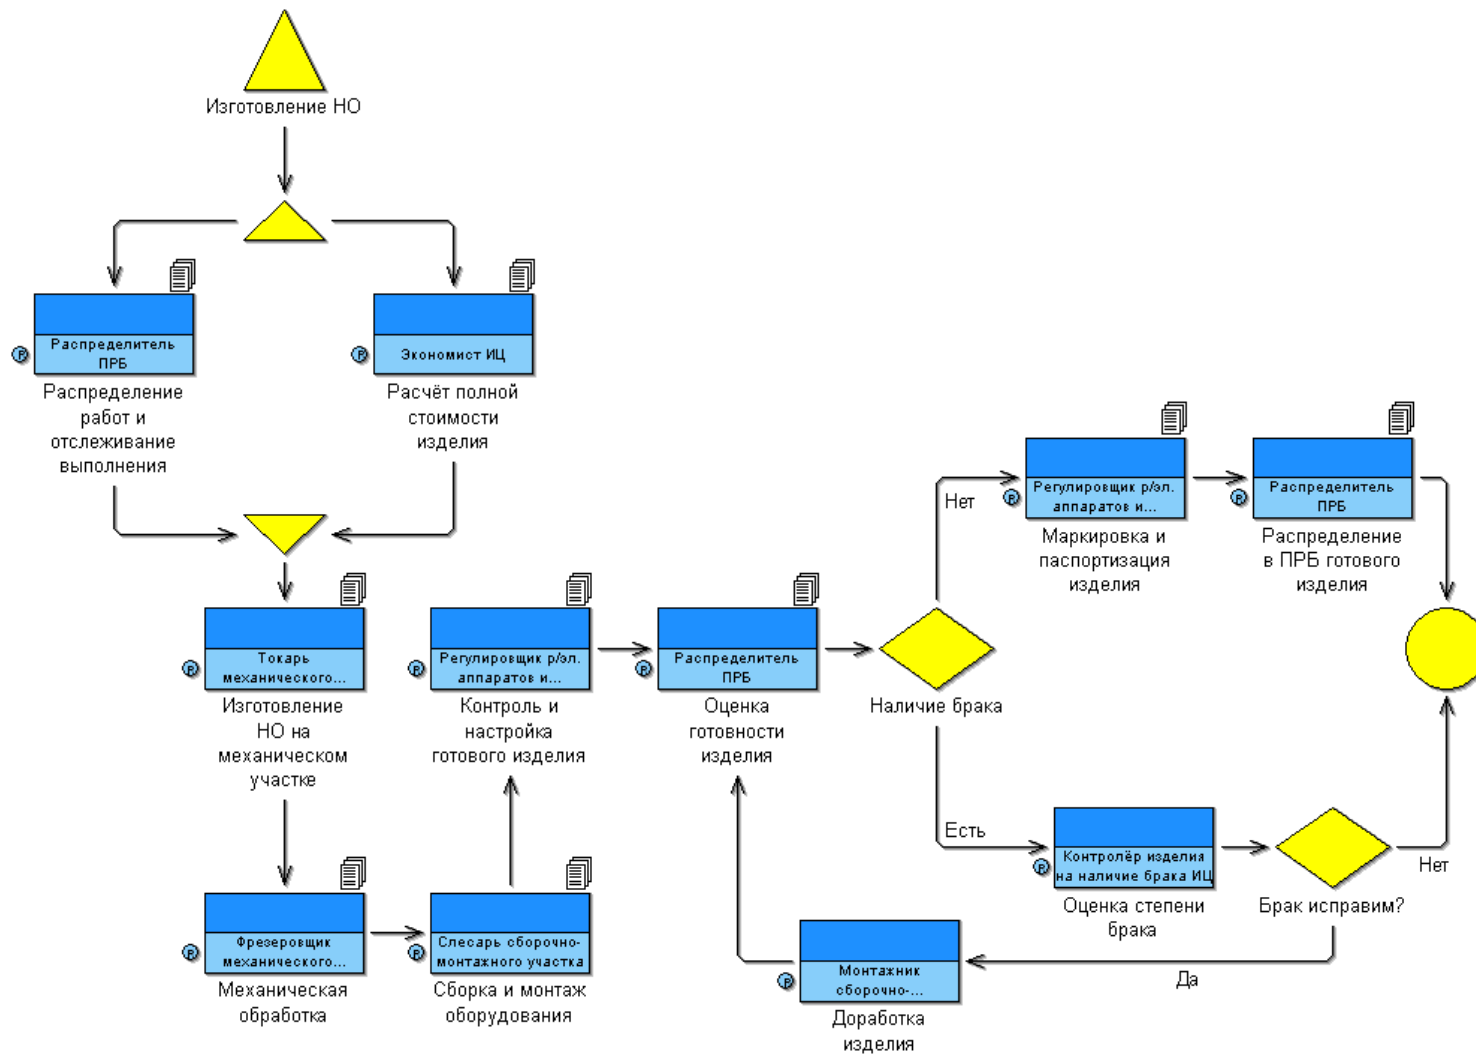 Изготовление НО
Распределитель
ПРБ
Распределение
работ и
отслеживание
выполнения
Экономист ИЦ
Расчёт полной
стоимости
изделия
Токарь
механического...
Изготовление
НО на
механическом
участке
Фрезеровщик
механического...
Механическая
обработка
Слесарь сборочно-
монтажного участка
Сборка и монтаж
оборудования
Регулировщик р/эл.
аппаратов и...
Контроль и
настройка
готового изделия
Распределитель
ПРБ
Оценка
готовности
изделия
Наличие брака
Нет
Регулировщик р/эл.
аппаратов и...
Маркировка и
паспортизация
изделия
Распределитель
ПРБ
Распределение
в ПРБ готового
изделия
Есть
Контролёр изделия
на наличие брака ИЦ
Оценка степени
брака
Брак исправим?
Нет
Да
Монтажник
сборочно-...
Доработка
изделия